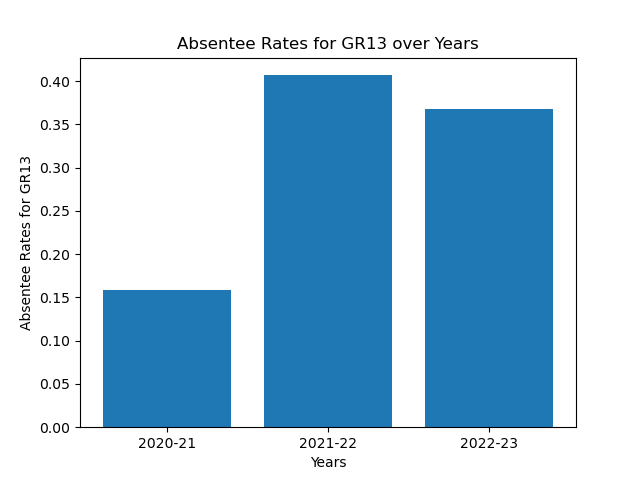 Absentee Rates for GR13 over Years
Absentee Rates for GR13
0.40
0.35
0.30
0.25
0.20
0.15
0.10
0.05
0.00
2020-21 2021-22 2022-23
Years